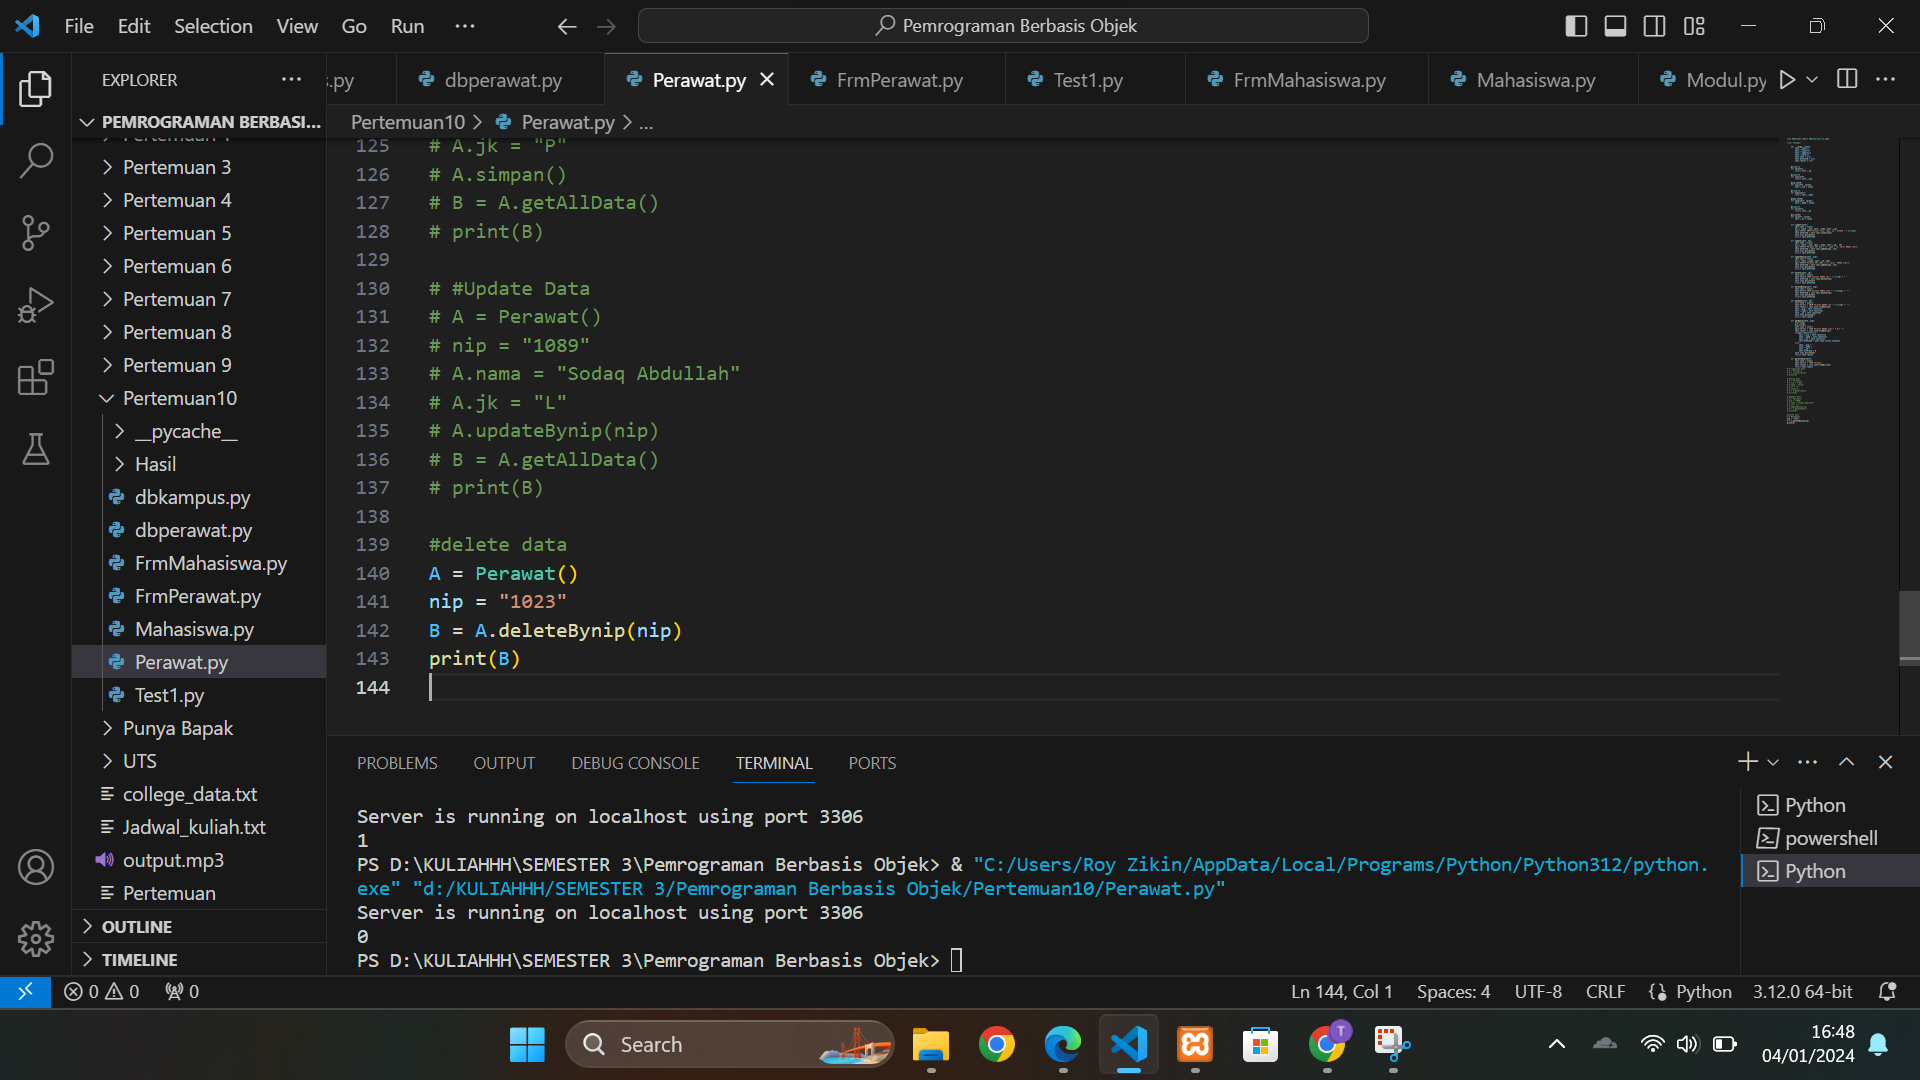 File Edit Selection View Go Run ...
Pemrograman Berbasis Objek
EXPLORER
s.py
dbperawat.py
Perawat.py
FrmPerawat.py
Test1.py
FrmMahasiswa.py
Mahasiswa.py
Modul.py
PEMROGRAMAN BERBASI...
Pertemuan 3
Pertemuan 4
Pertemuan 5
Pertemuan 6
Pertemuan 7
Pertemuan 8
Pertemuan 9
Pertemuan10
__pycache__
Hasil
dbkampus.py
dbperawat.py
FrmMahasiswa.py
FrmPerawat.py
Mahasiswa.py
Perawat.py
Test1.py
Punya Bapak
UTS
college_data.txt
Jadwal_kuliah.txt
output.mp3
Pertemuan
OUTLINE
TIMELINE
Pertemuan10 > Perawat.py > ...
125 # A.jk = "P"
126 # A.simpan()
127 # B = A.getAllData()
128 # print(B)
129
130 # #Update Data
131 # A = Perawat()
132 # nip = "1089"
133 # A.nama = "Sodaq Abdullah"
134 # A.jk = "L"
135 # A.updateBynip(nip)
136 # B = A.getAllData()
137 # print(B)
138
139 #delete data
140 A = Perawat()
141 nip = "1023"
142 B = A.deleteBynip(nip)
143 print(B)
144
PROBLEMS OUTPUT DEBUG CONSOLE TERMINAL PORTS
Server is running on localhost using port 3306
1
PS D:\KULIAHHH\SEMESTER 3\Pemrograman Berbasis Objek> & "C:/Users/Roy Zikin/AppData/Local/Programs/Python/Python312/python.
exe" "d:/KULIAHHH/SEMESTER 3/Pemrograman Berbasis Objek/Pertemuan10/Perawat.py"
Server is running on localhost using port 3306
0
PS D:\KULIAHHH\SEMESTER 3\Pemrograman Berbasis Objek>
Python
powershell
Python
0 0 0
Ln 144, Col 1 Spaces: 4 UTF-8 CRLF Python 3.12.0 64-bit
Search
T
16:48
04/01/2024